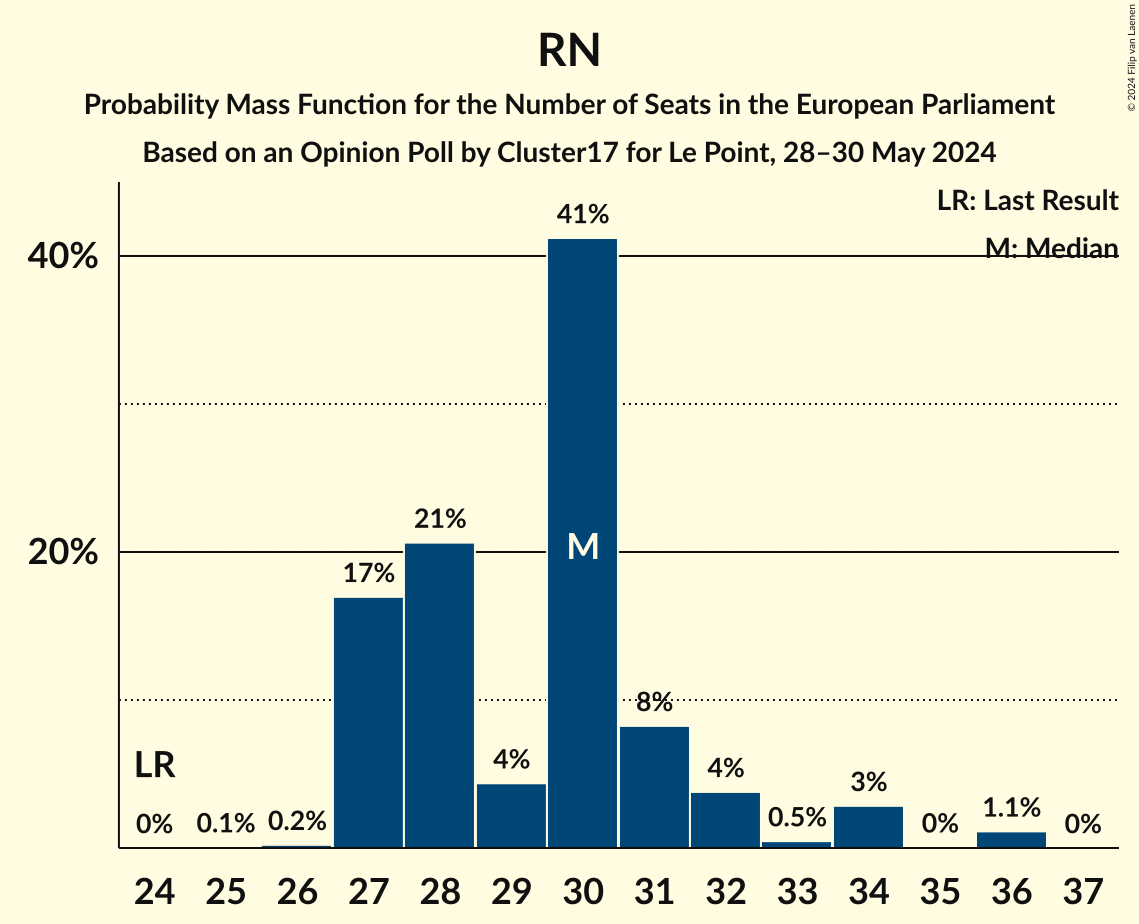 RN
Probability Mass Function for the Number of Seats in the European Parliament
Based on an Opinion Poll by Cluster17 for Le Point, 28–30 May 2024
© 2024 Filip van Laenen
LR: Last Result
M: Median
40%
20%
41%
21%
17%
M
8%
LR
4%
4%
3%
0%
0.1%
0.2%
0.5%
0%
1.1%
0%
24 25 26 27 28 29 30 31 32 33 34 35 36 37